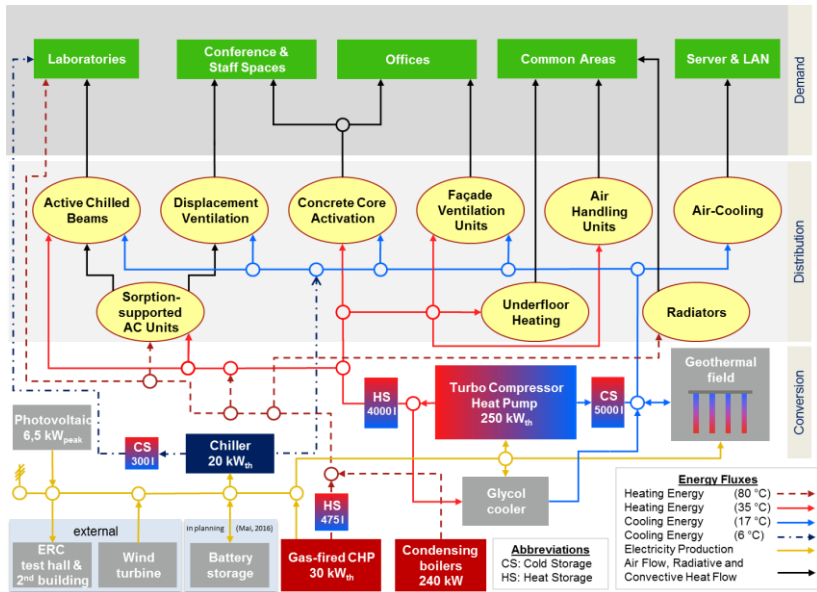 Laboratories
Conference &
Staff Spaces
Offices
Common Areas
Server & LAN
Demand
Active Chilled
Beams
Displacement
Ventilation
Concrete Core
Activation
Façade
Ventilation
Units
Air
Handling
Units
Air-Cooling
Distribution
Sorption-
supported
AC Units
Underfloor
Heating
Radiators
Conversion
HS
4000 l
Turbo Compressor
Heat Pump
250 kWth
CS
5000 l
Geothermal
field
Photovoltaic
6,5 kWpeak
CS
300 l
Chiller
20 kWth
HS
475 l
Glycol
cooler
external
in planning (Mai, 2016)
ERC
test hall &
2nd building
Wind
turbine
Battery
storage
Gas-fired CHP
30 kWth
Condensing
boilers
240 kW
Abbreviations
CS: Cold Storage
HS: Heat Storage
Energy Fluxes
Heating Energy (80 °C)
Heating Energy (35 °C)
Cooling Energy (17 °C)
Cooling Energy (6 °C)
Electricity Production
Air Flow, Radiative and
Convective Heat Flow